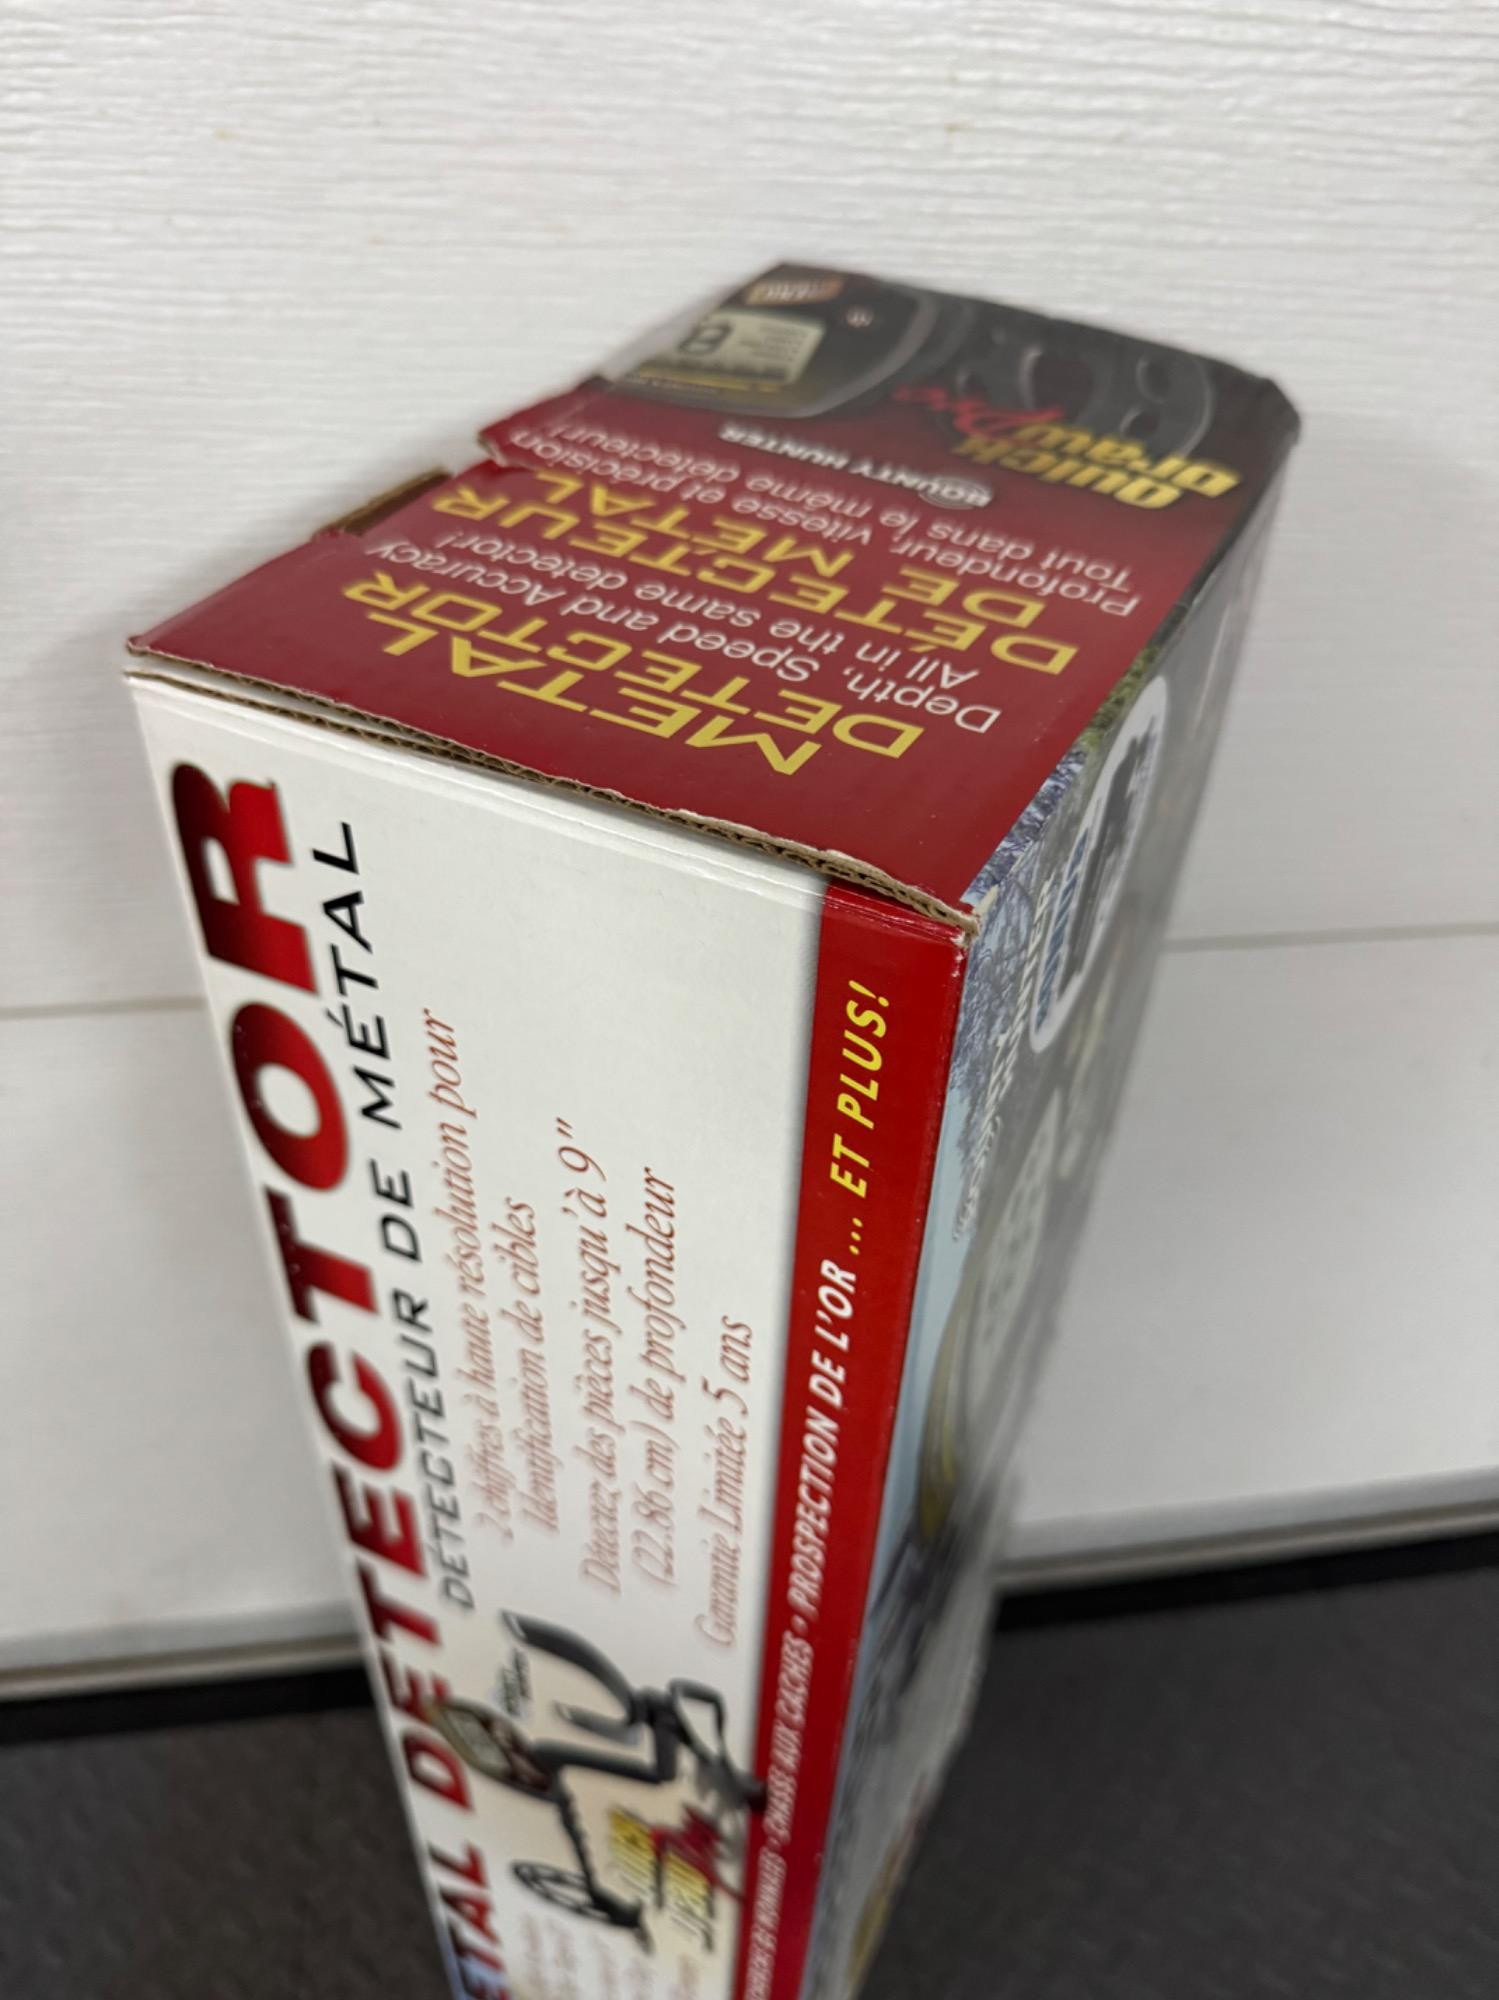 METAL
DETECTOR
Depth, Speed and Accuracy
All in the same detector!
DÉTECTEUR
DE MÉTAL
Profondeur, vitesse et précision
Tout dans le même détecteur!
BOUNTY HUNTER
QUICK
Draw
Pro
ETAL DETECTOR
DÉTECTEUR DE MÉTAL
2 chiffres à haute résolution pour
Identification de cibles
Détectez des pièces jusqu'à 9"
(22.86 cm) de profondeur
Garantie Limitée 5 ans
CHASSE AUX CACHES • PROSPECTION DE L'OR ... ET PLUS!